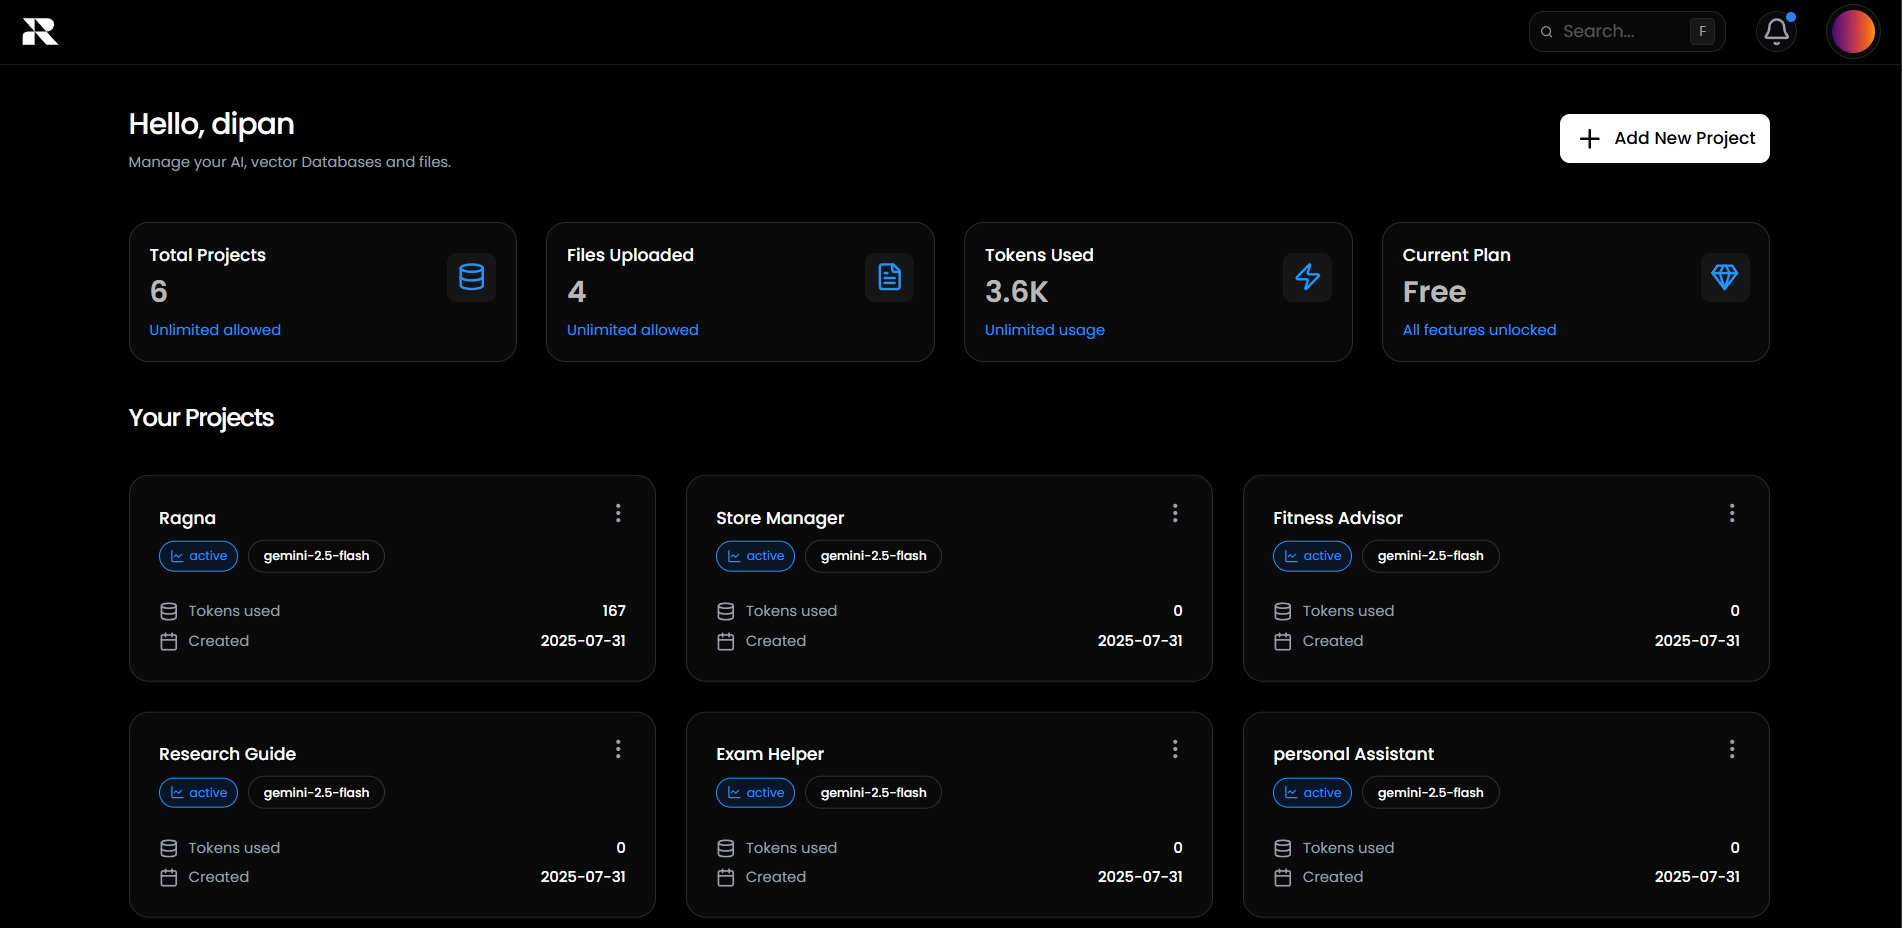 Search... F
Hello, dipan
Manage your AI, vector Databases and files.
Add New Project
Total Projects
6
Unlimited allowed
Files Uploaded
4
Unlimited allowed
Tokens Used
3.6K
Unlimited usage
Current Plan
Free
All features unlocked
Your Projects
Ragna
active gemini-2.5-flash
Tokens used 167
Created 2025-07-31
Store Manager
active gemini-2.5-flash
Tokens used 0
Created 2025-07-31
Fitness Advisor
active gemini-2.5-flash
Tokens used 0
Created 2025-07-31
Research Guide
active gemini-2.5-flash
Tokens used 0
Created 2025-07-31
Exam Helper
active gemini-2.5-flash
Tokens used 0
Created 2025-07-31
personal Assistant
active gemini-2.5-flash
Tokens used 0
Created 2025-07-31